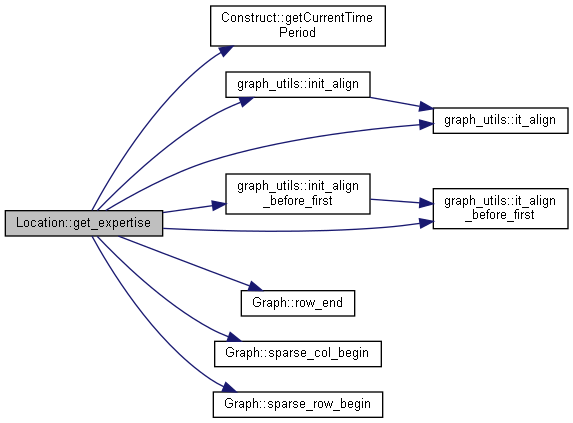 Construct::getCurrentTime
Period
graph_utils::init_align
graph_utils::it_align
graph_utils::init_align
_before_first
graph_utils::it_align
_before_first
Location::get_expertise
Graph::row_end
Graph::sparse_col_begin
Graph::sparse_row_begin